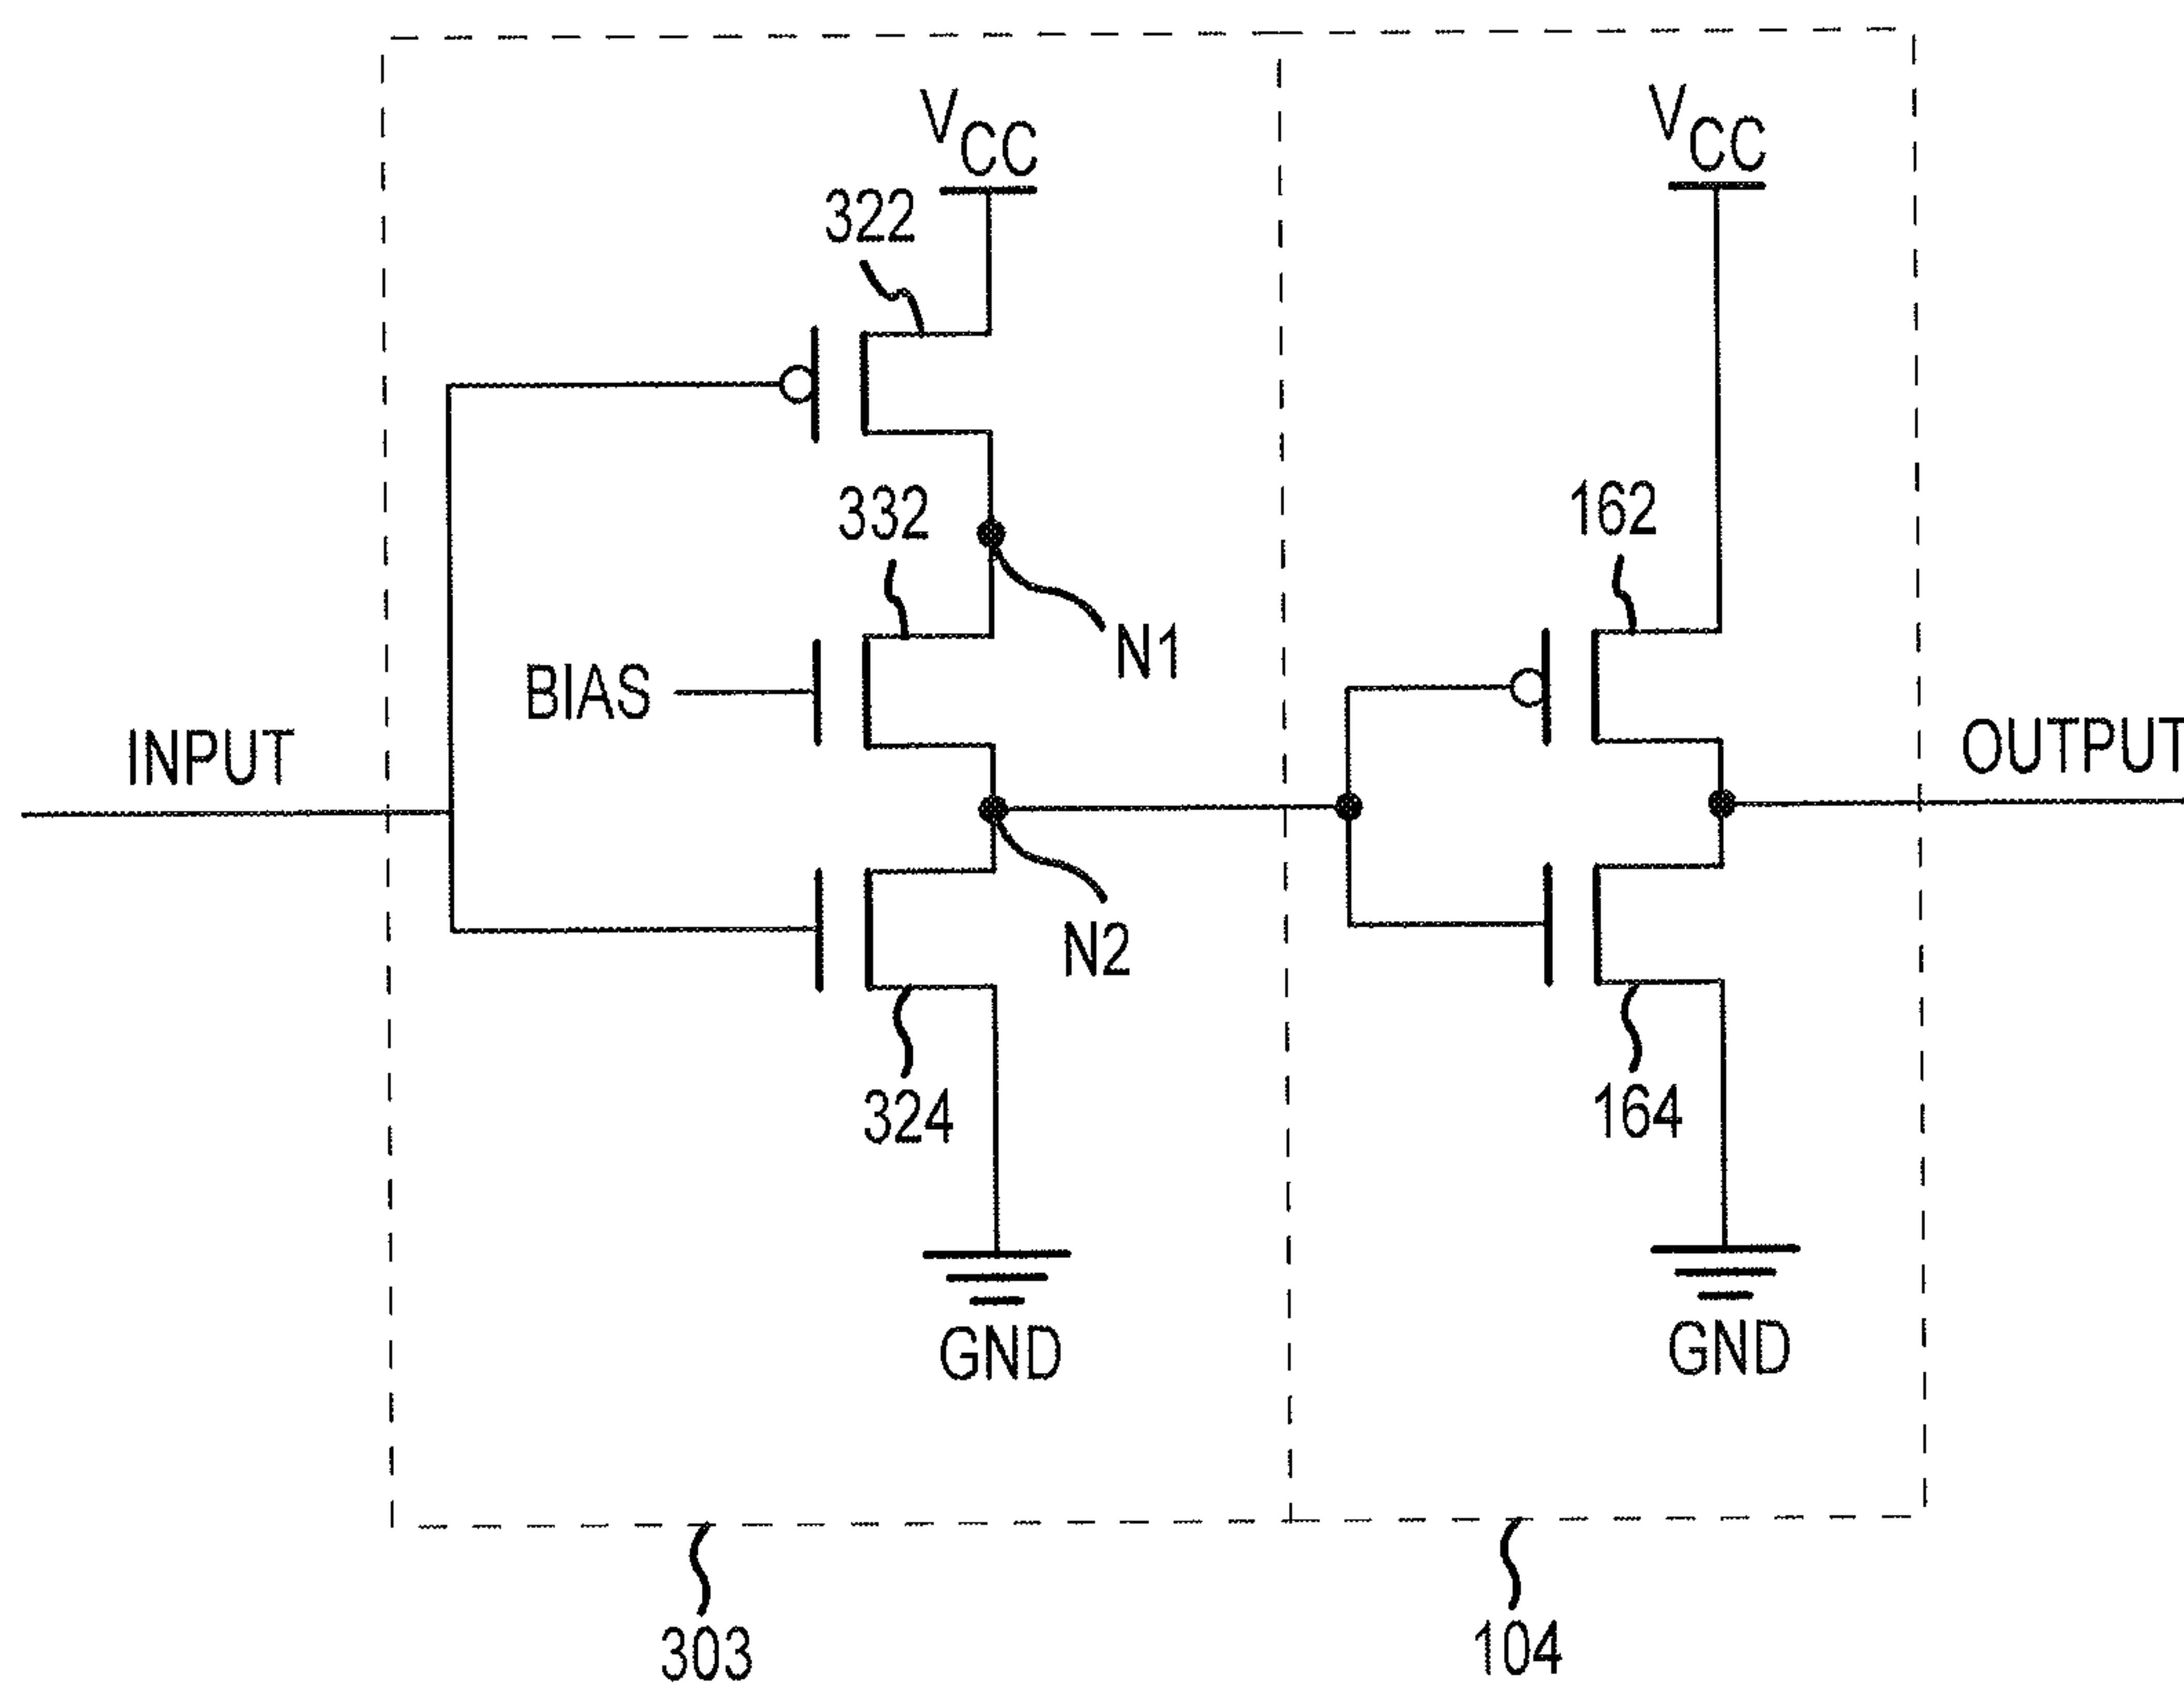 VCC
VCC
322
332
162
N1
BIAS
INPUT
OUTPUT
N2
324
164
GND
GND
303
104